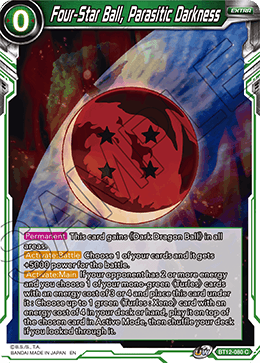 0
Four-Star Ball, Parasitic Darkness
EXTRA
Permanent This card gains 《Dark Dragon Ball》 in all
areas.
Activate:Battle Choose 1 of your cards and it gets
+5000 power for the battle.
Activate:Main If your opponent has 2 or more energy
and you choose 1 of your mono-green 《Turles》 cards
with an energy cost of 3 or 4 and place this card under
it: Choose up to 1 green 《Turles : Xeno》 card with an
energy cost of 4 in your deck or hand, play it on top of
the chosen card in Active Mode, then shuffle your deck
if you looked through it.
©B.S./S., T.A.
BANDAI MADE IN JAPAN EN
BT12-080 C